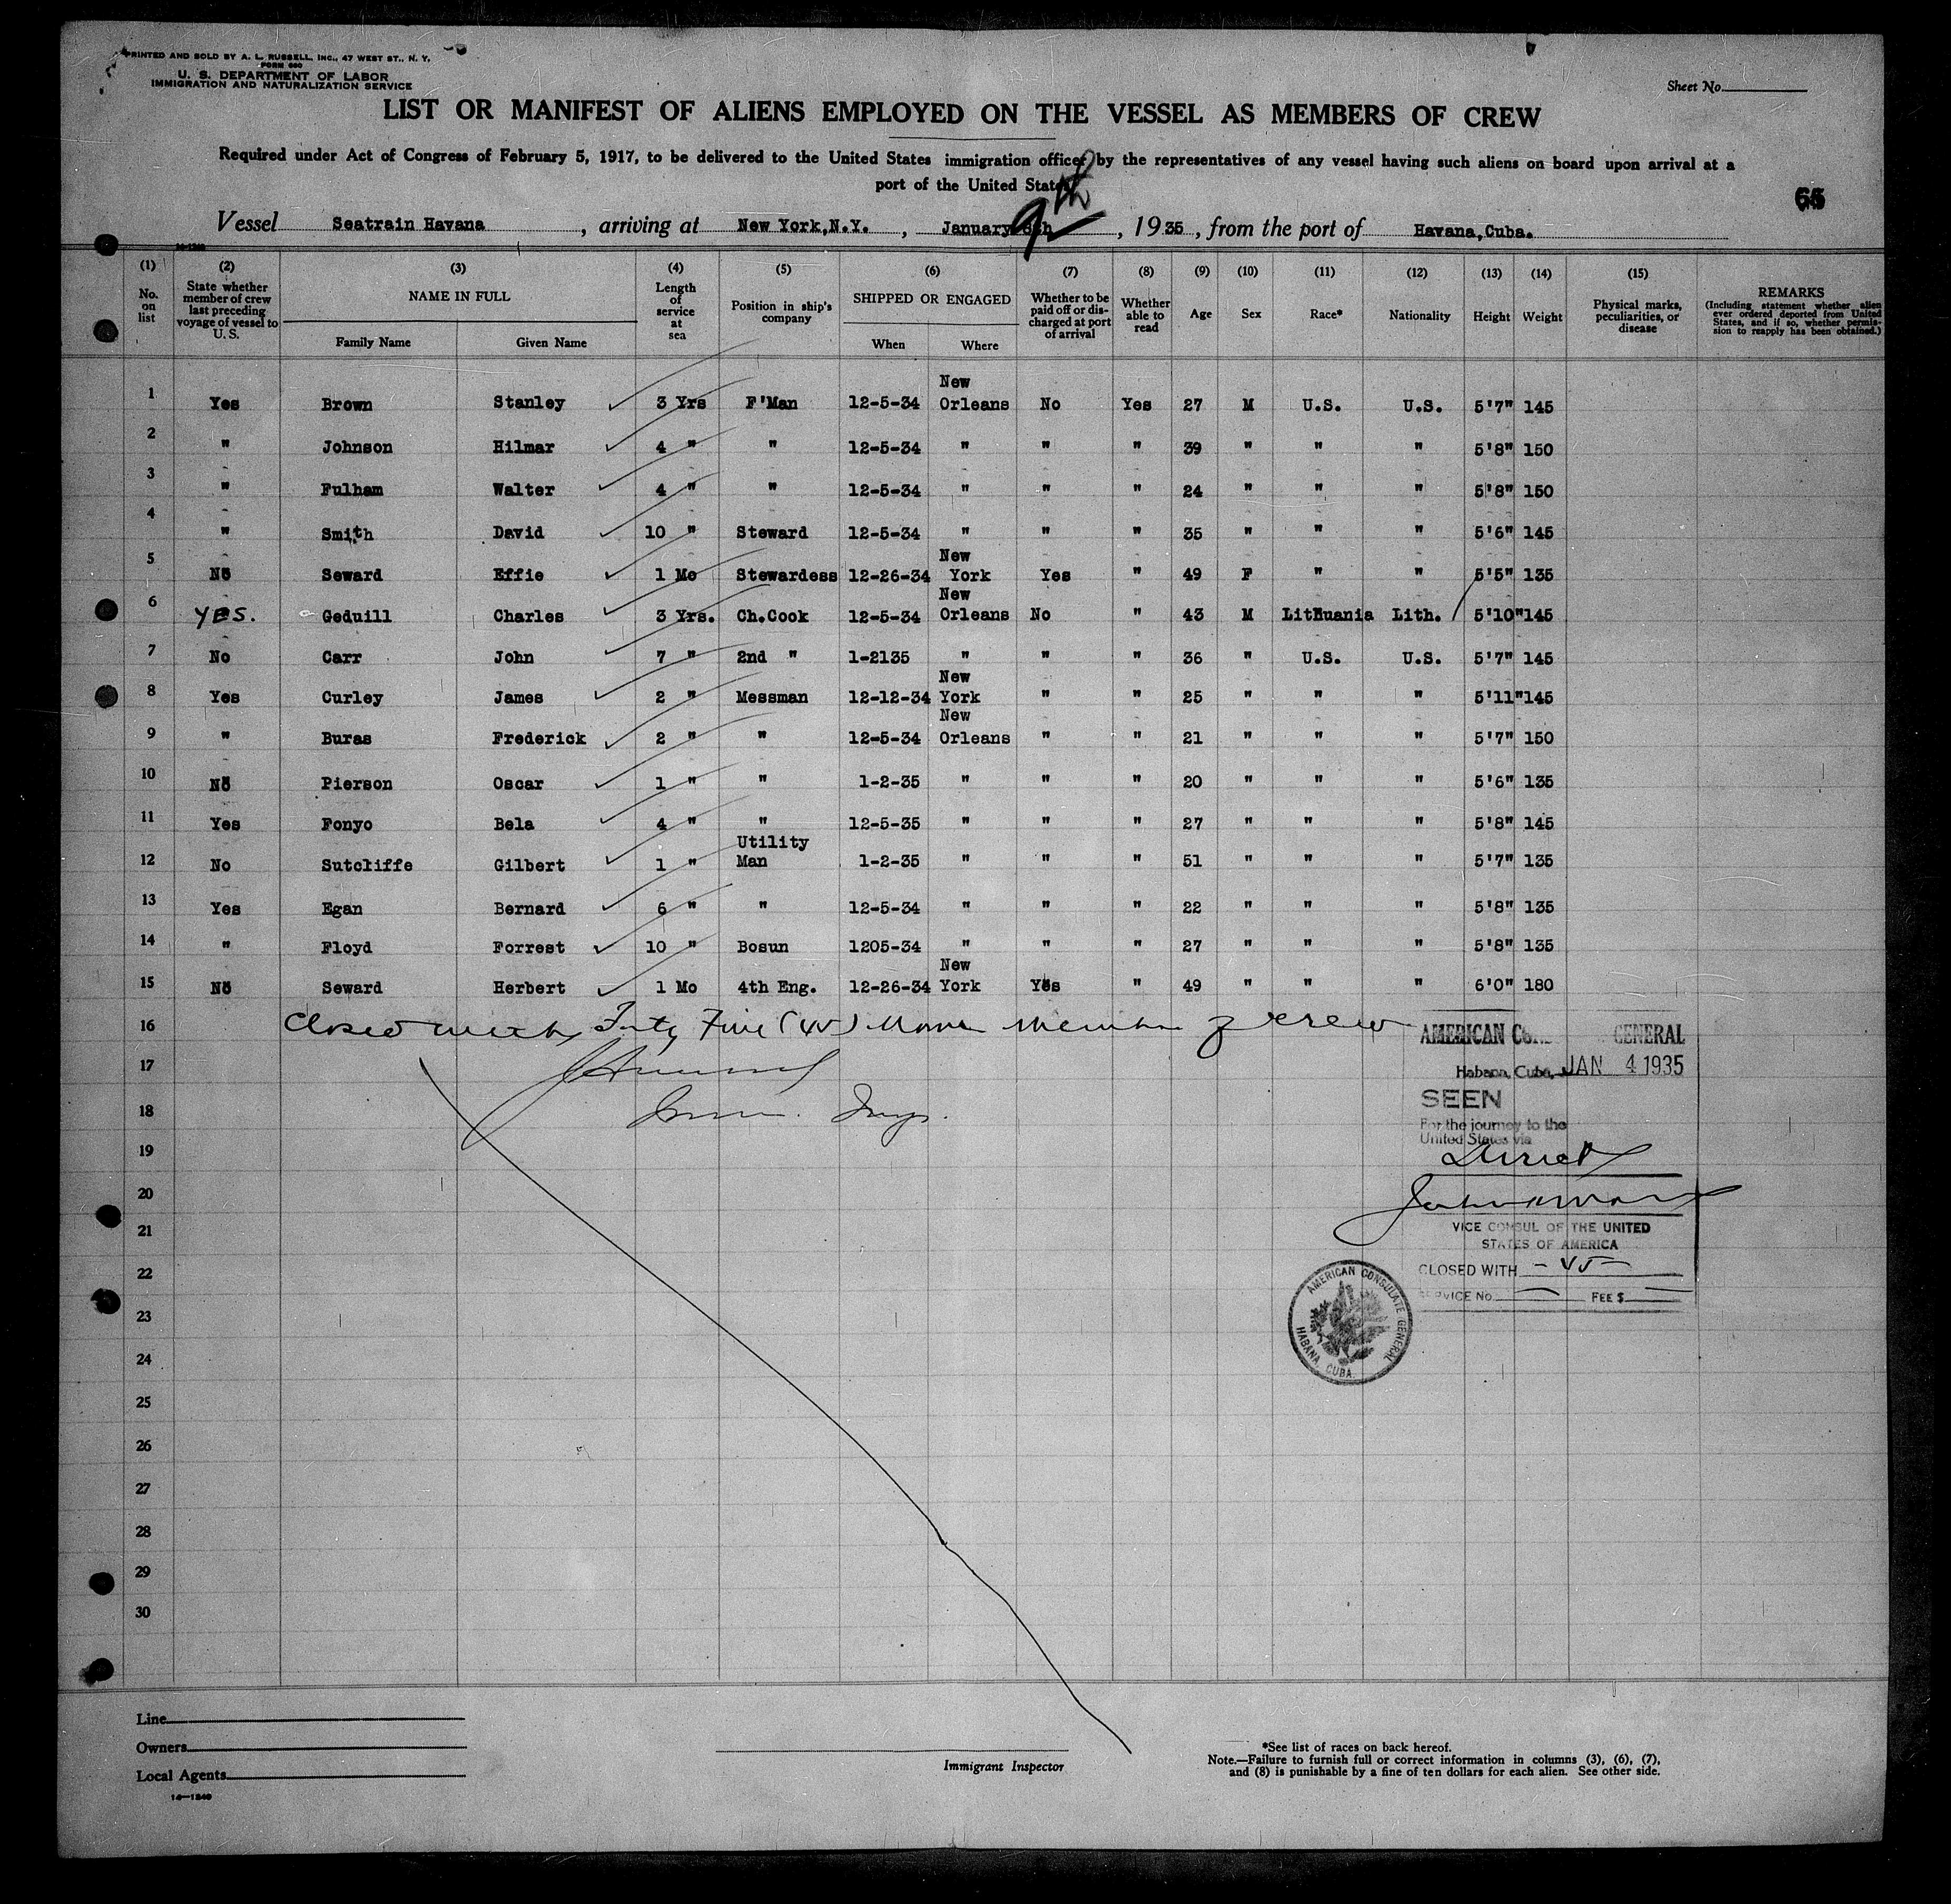 PRINTED AND SOLD BY A. L. RUSSELL, INC., 47 WEST ST., N. Y.
FORM 680
U. S. DEPARTMENT OF LABOR
IMMIGRATION AND NATURALIZATION SERVICE
Sheet No.
LIST OR MANIFEST OF ALIENS EMPLOYED ON THE VESSEL AS MEMBERS OF CREW
Required under Act of Congress of February 5, 1917, to be delivered to the United States immigration officer by the representatives of any vessel having such aliens on board upon arrival at a
port of the United States
65
Vessel Seatrain Havana, arriving at New York,N.Y., January 9th, 1935, from the port of Havana,Cuba.
14-1240
(1) (2) (3) (4) (5) (6) (7) (8) (9) (10) (11) (12) (13) (14) (15)
No. on list
State whether member of crew last preceding voyage of vessel to U. S.
NAME IN FULL
Family Name Given Name
Length of service at sea
Position in ship's company
SHIPPED OR ENGAGED
When Where
Whether to be paid off or discharged at port of arrival
Whether able to read
Age Sex Race* Nationality Height Weight
Physical marks, peculiarities, or disease
REMARKS
(Including statement whether alien ever ordered deported from United States, and if so, whether permission to reapply has been obtained.)
1 Yes Brown Stanley 3 Yrs F'Man 12-5-34 New Orleans No Yes 27 M U.S. U.S. 5'7" 145
2 " Johnson Hilmar 4 " " 12-5-34 " " " 39 " " " 5'8" 150
3 " Fulham Walter 4 " " 12-5-34 " " " 24 " " " 5'8" 150
4 " Smith David 10 " Steward 12-5-34 " " " 35 " " " 5'6" 145
5 No Seward Effie 1 Mo Stewardess 12-26-34 New York Yes " 49 F " " 5'5" 135
6 YES. Geduill Charles 3 Yrs. Ch.Cook 12-5-34 New Orleans No " 43 M Lithuania Lith. 5'10" 145
7 No Carr John 7 " 2nd " 1-2135 " " " 36 " U.S. U.S. 5'7" 145
8 Yes Curley James 2 " Messman 12-12-34 New York " " 25 " " " 5'11" 145
9 " Buras Frederick 2 " " 12-5-34 New Orleans " " 21 " " " 5'7" 150
10 No Pierson Oscar 1 " " 1-2-35 " " " 20 " " " 5'6" 135
11 Yes Fonyo Bela 4 " " 12-5-35 " " " 27 " " " 5'8" 145
12 No Sutcliffe Gilbert 1 " Utility Man 1-2-35 " " " 51 " " " 5'7" 135
13 Yes Egan Bernard 6 " " 12-5-34 " " " 22 " " " 5'8" 135
14 " Floyd Forrest 10 " Bosun 1205-34 " " " 27 " " " 5'8" 135
15 No Seward Herbert 1 Mo 4th Eng. 12-26-34 New York Yes " 49 " " " 6'0" 180
16 Closed with Forty Five (45) members of crew
17
18
19
20
21
22
23
24
25
26
27
28
29
30
AMERICAN CONSULATE GENERAL
Habana, Cuba, JAN 4 1935
SEEN
For the journey to the
United States via
Direct
VICE CONSUL OF THE UNITED
STATES OF AMERICA
CLOSED WITH - 45 -
SERVICE No. FEE $
AMERICAN CONSULATE GENERAL
HABANA, CUBA.
Line
Owners
Local Agents
14-1240
Immigrant Inspector
*See list of races on back hereof.
Note.—Failure to furnish full or correct information in columns (3), (6), (7),
and (8) is punishable by a fine of ten dollars for each alien. See other side.